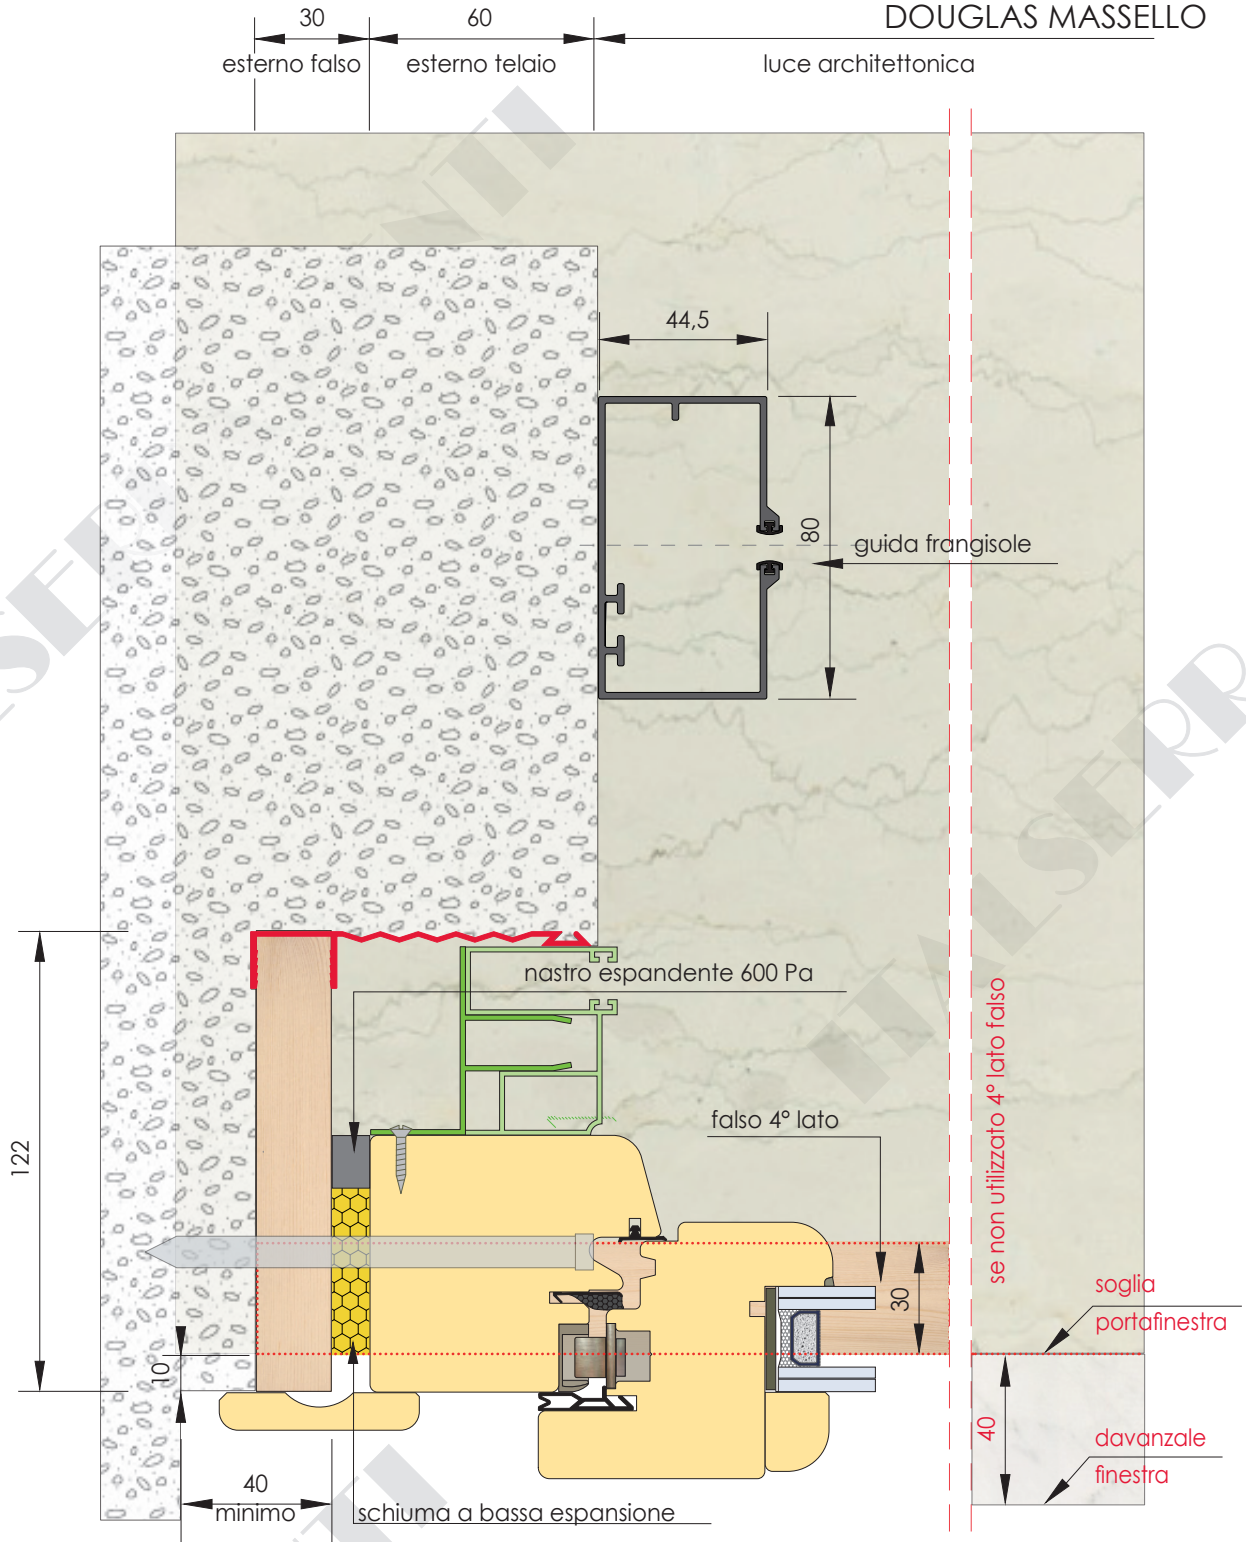 DOUGLAS MASSELLO
30
60
esterno falso
esterno telaio
luce architettonica
44,5
80
guida frangisole
nastro espandente 600 Pa
se non utilizzato 4° lato falso
falso 4° lato
122
30
soglia
portafinestra
10
40
davanzale
finestra
40
minimo
schiuma a bassa espansione